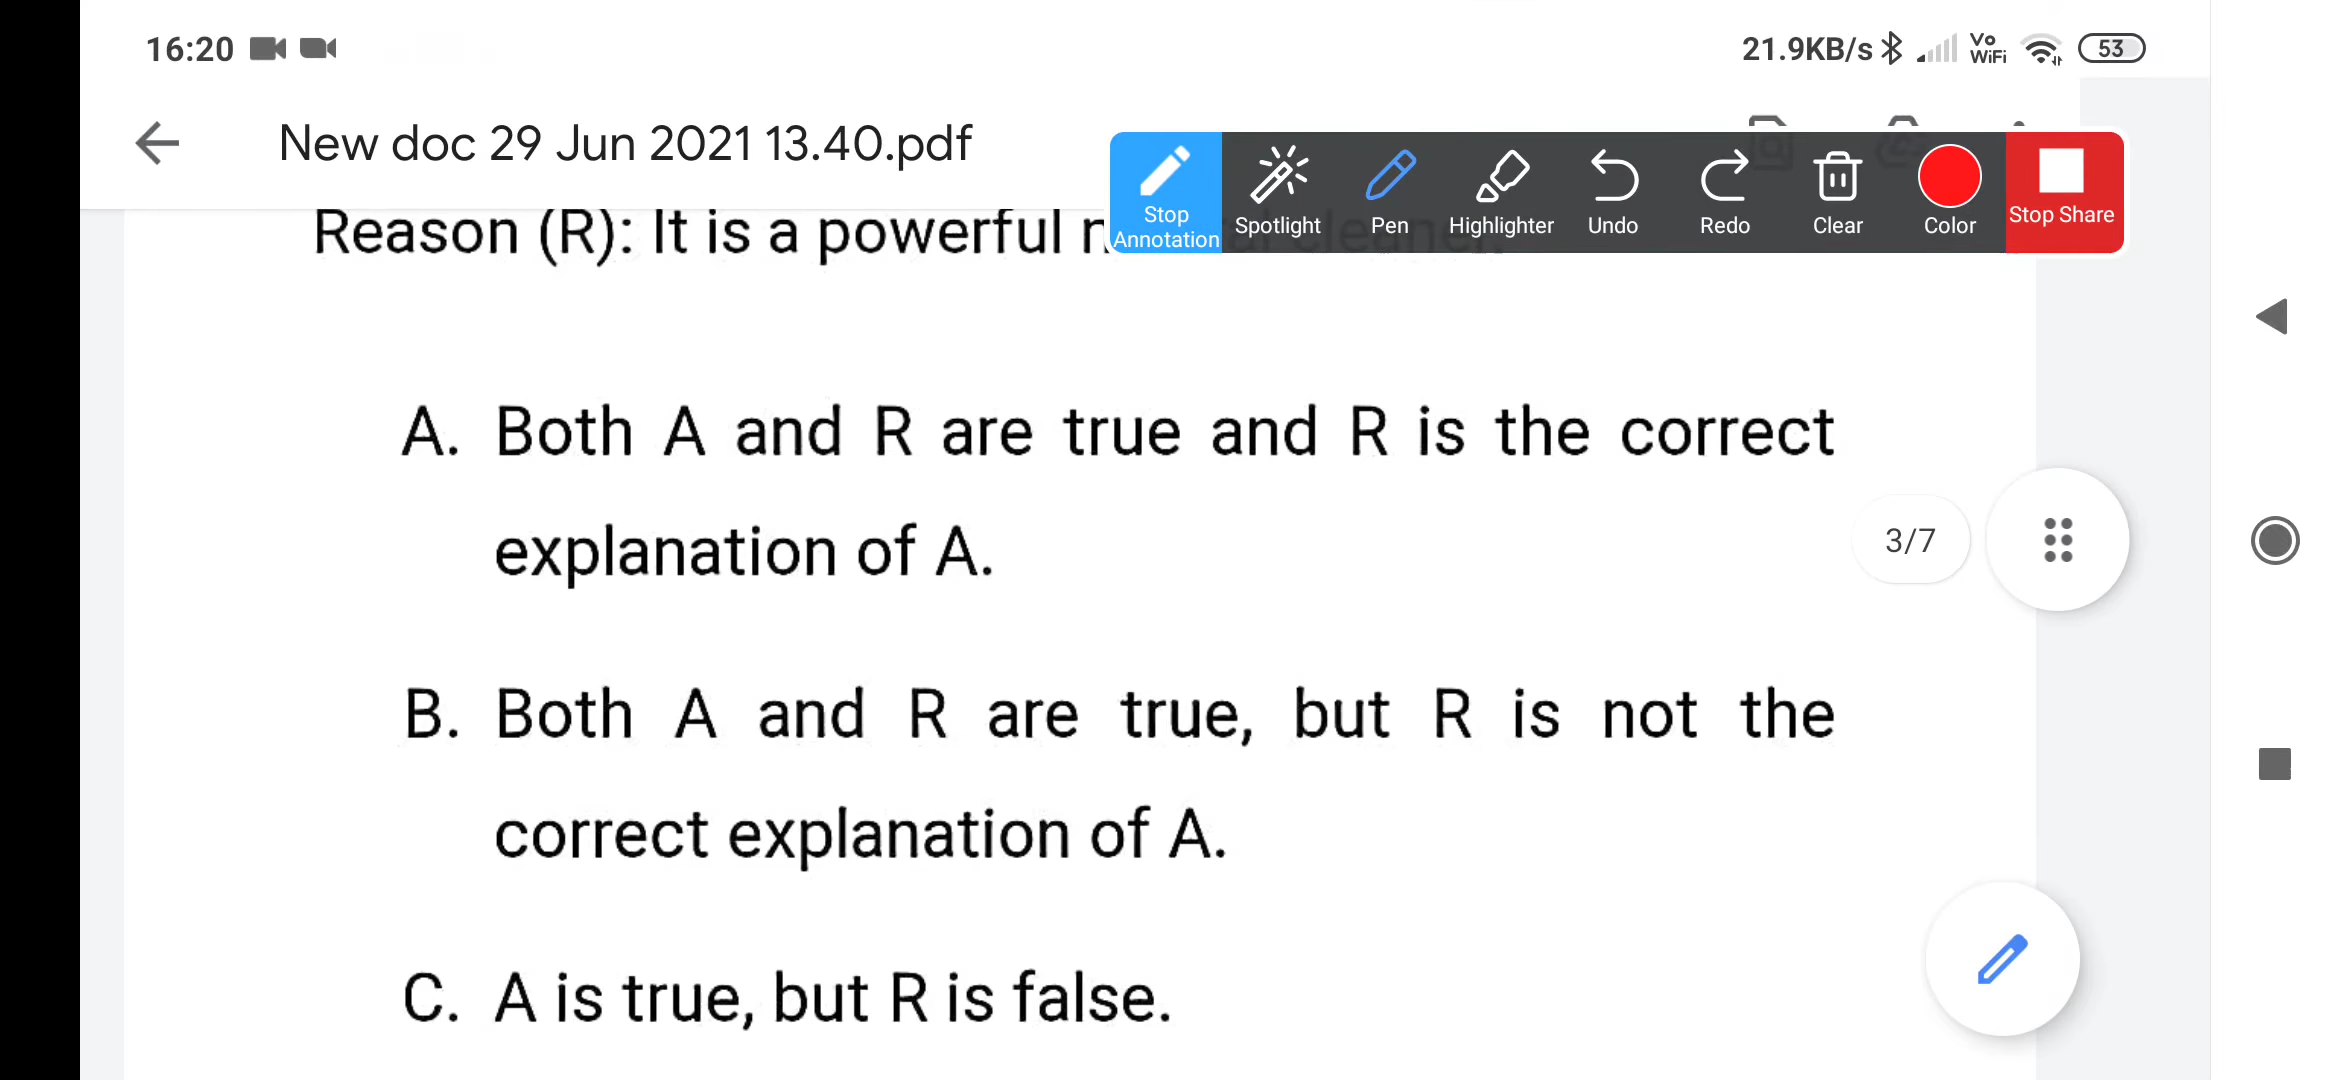 16:20
21.9KB/s Vo WiFi 53
New doc 29 Jun 2021 13.40.pdf
Stop Annotation Spotlight Pen Highlighter Undo Redo Clear Color Stop Share
Reason (R): It is a powerful cleaner.
A. Both A and R are true and R is the correct
explanation of A.
3/7
B. Both A and R are true, but R is not the
correct explanation of A.
C. A is true, but R is false.